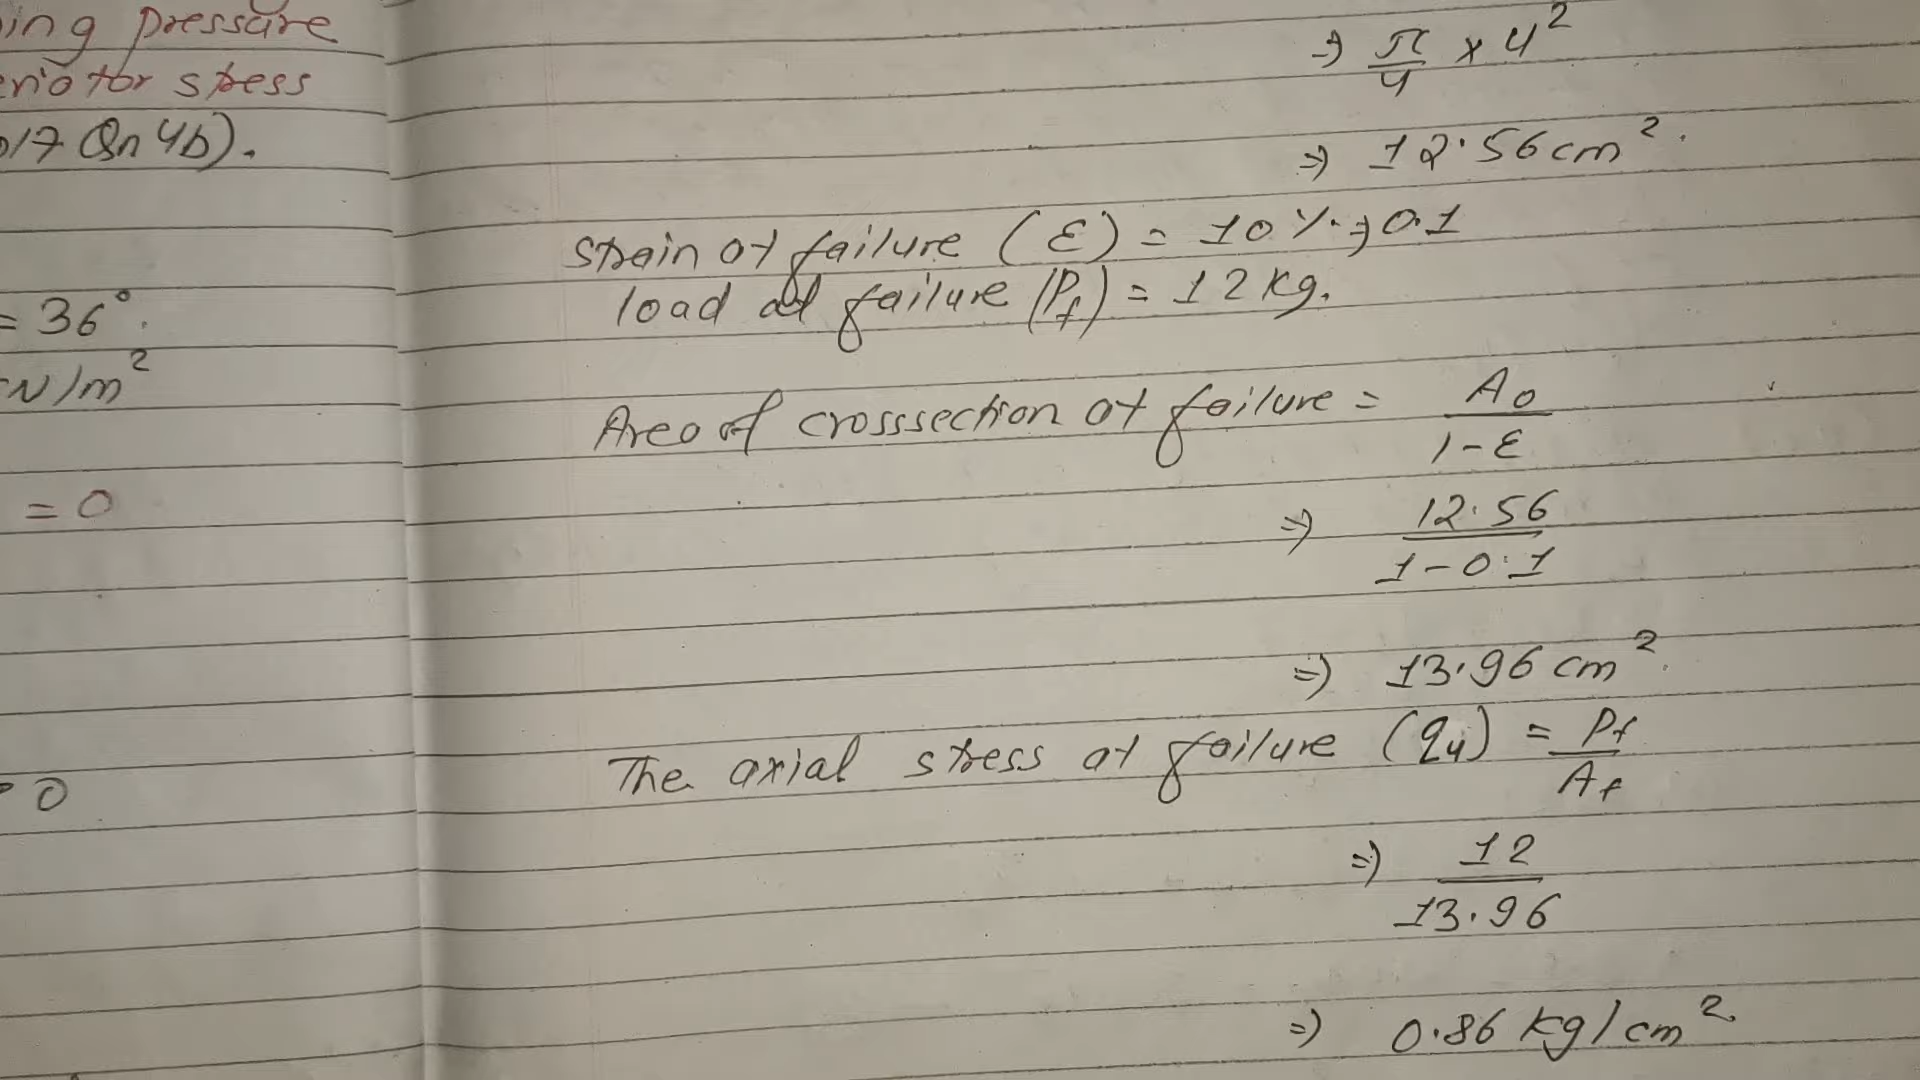 ing pressure
stress
017 Qn 4b).
= 36°.
N/m²
= 0
0
⇒ π/4 × 4²
⇒ 12.56 cm².
Strain at failure (ε) = 10% ⇒ 0.1
load at failure (Pf) = 12 kg.
Area of crosssection at failure = A0 / 1-ε
⇒ 12.56 / 1-0.1
⇒ 13.96 cm².
The axial stress at failure (qu) = Pf / Af
⇒ 12 / 13.96
⇒ 0.86 kg/cm².